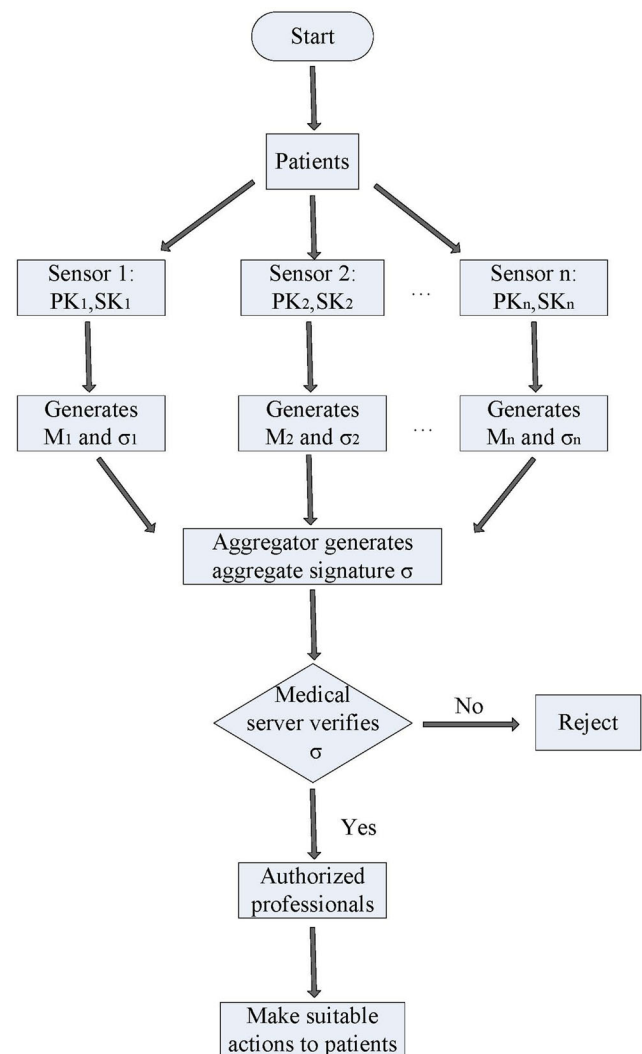 Start
Patients
Sensor 1:
PK₁,SK₁
Sensor 2:
PK₂,SK₂
...
Sensor n:
PKₙ,SKₙ
Generates
M₁ and σ₁
Generates
M₂ and σ₂
...
Generates
Mₙ and σₙ
Aggregator generates
aggregate signature σ
Medical
server verifies
σ
No
Reject
Yes
Authorized
professionals
Make suitable
actions to patients